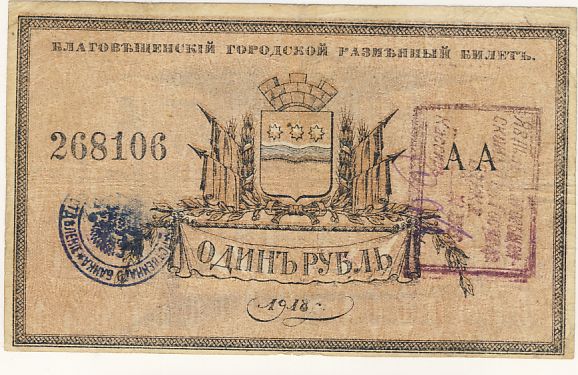 БЛАГОВѢЩЕНСКІЙ ГОРОДСКОЙ РАЗМѢННЫЙ БИЛЕТЪ.
268106
АА
ОДИНЪ РУБЛЬ
1918